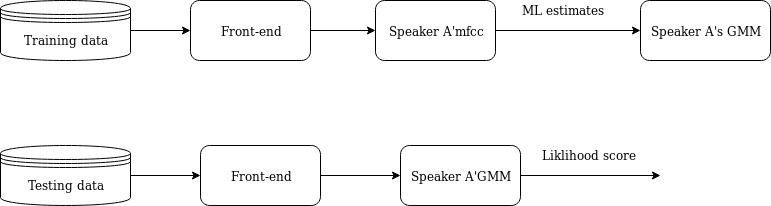 ML estimates
Training data
Front-end
Speaker A'mfcc
Speaker A's GMM
Liklihood score
Testing data
Front-end
Speaker A'GMM